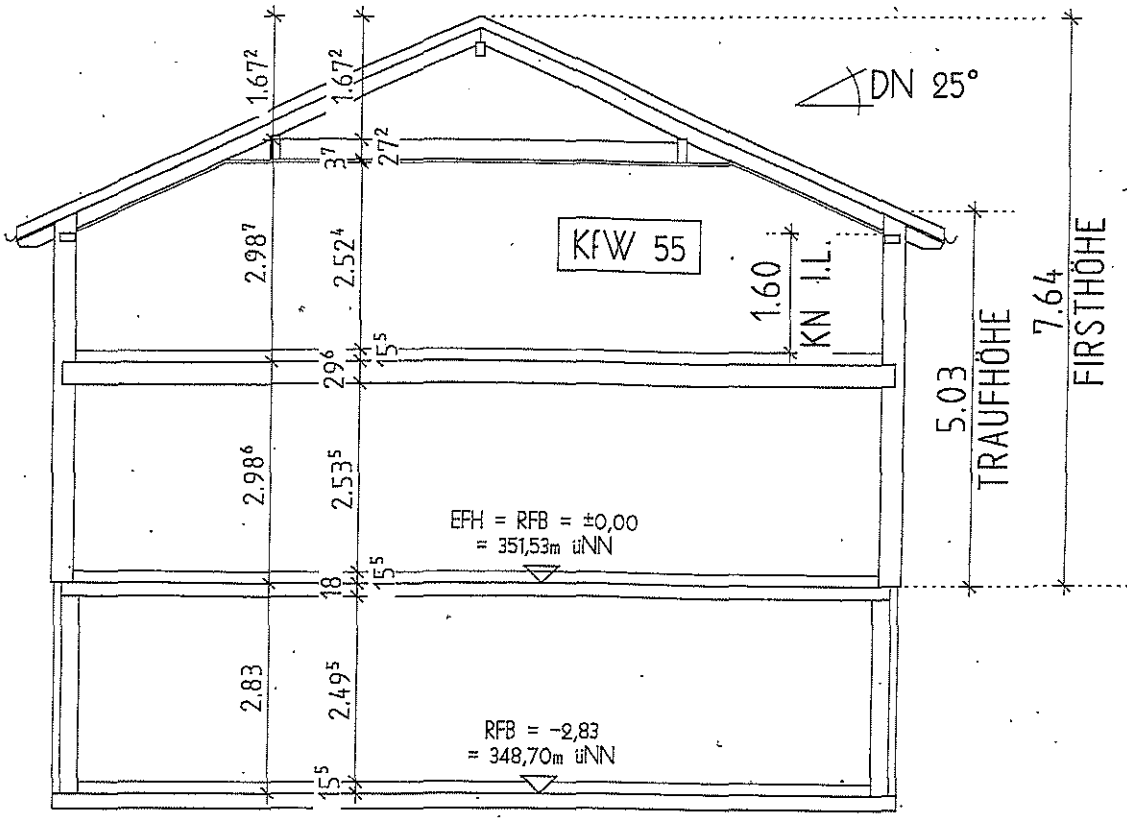 1.67²
1.67²
DN 25°
3⁷
27²
2.98⁷
2.52⁴
KfW 55
1.60
KN I.L.
29⁶
15⁵
5.03
TRAUFHÖHE
7.64
FIRSTHÖHE
2.98⁶
2.53⁵
EFH = RFB = ±0,00
= 351,53m üNN
18
15⁵
2.83
2.49⁵
RFB = -2,83
= 348,70m üNN
15⁵